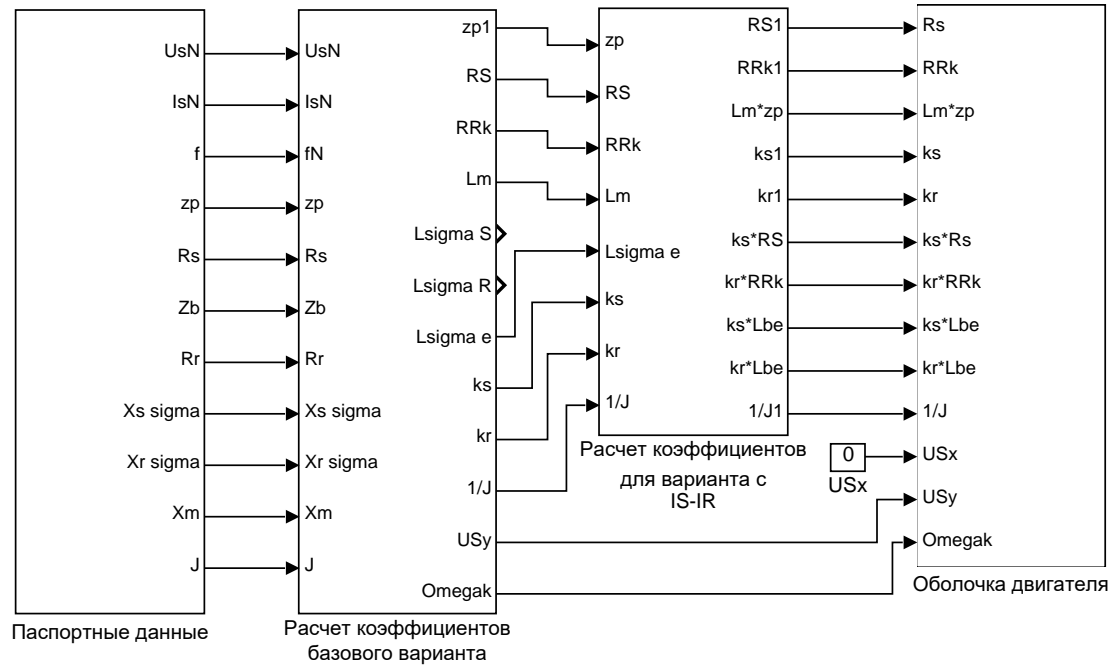 UsN
IsN
f
zp
Rs
Zb
Rr
Xs sigma
Xr sigma
Xm
J
Паспортные данные
UsN
IsN
fN
zp
Rs
Zb
Rr
Xs sigma
Xr sigma
Xm
J
zp1
RS
RRk
Lm
Lsigma S
Lsigma R
Lsigma e
ks
kr
1/J
USy
Omegak
Расчет коэффициентов
базового варианта
zp
RS
RRk
Lm
Lsigma e
ks
kr
1/J
RS1
RRk1
Lm*zp
ks1
kr1
ks*RS
kr*RRk
ks*Lbe
kr*Lbe
1/J1
Расчет коэффициентов
для варианта с
IS-IR
0
USx
Rs
RRk
Lm*zp
ks
kr
ks*Rs
kr*RRk
ks*Lbe
kr*Lbe
1/J
USx
USy
Omegak
Оболочка двигателя